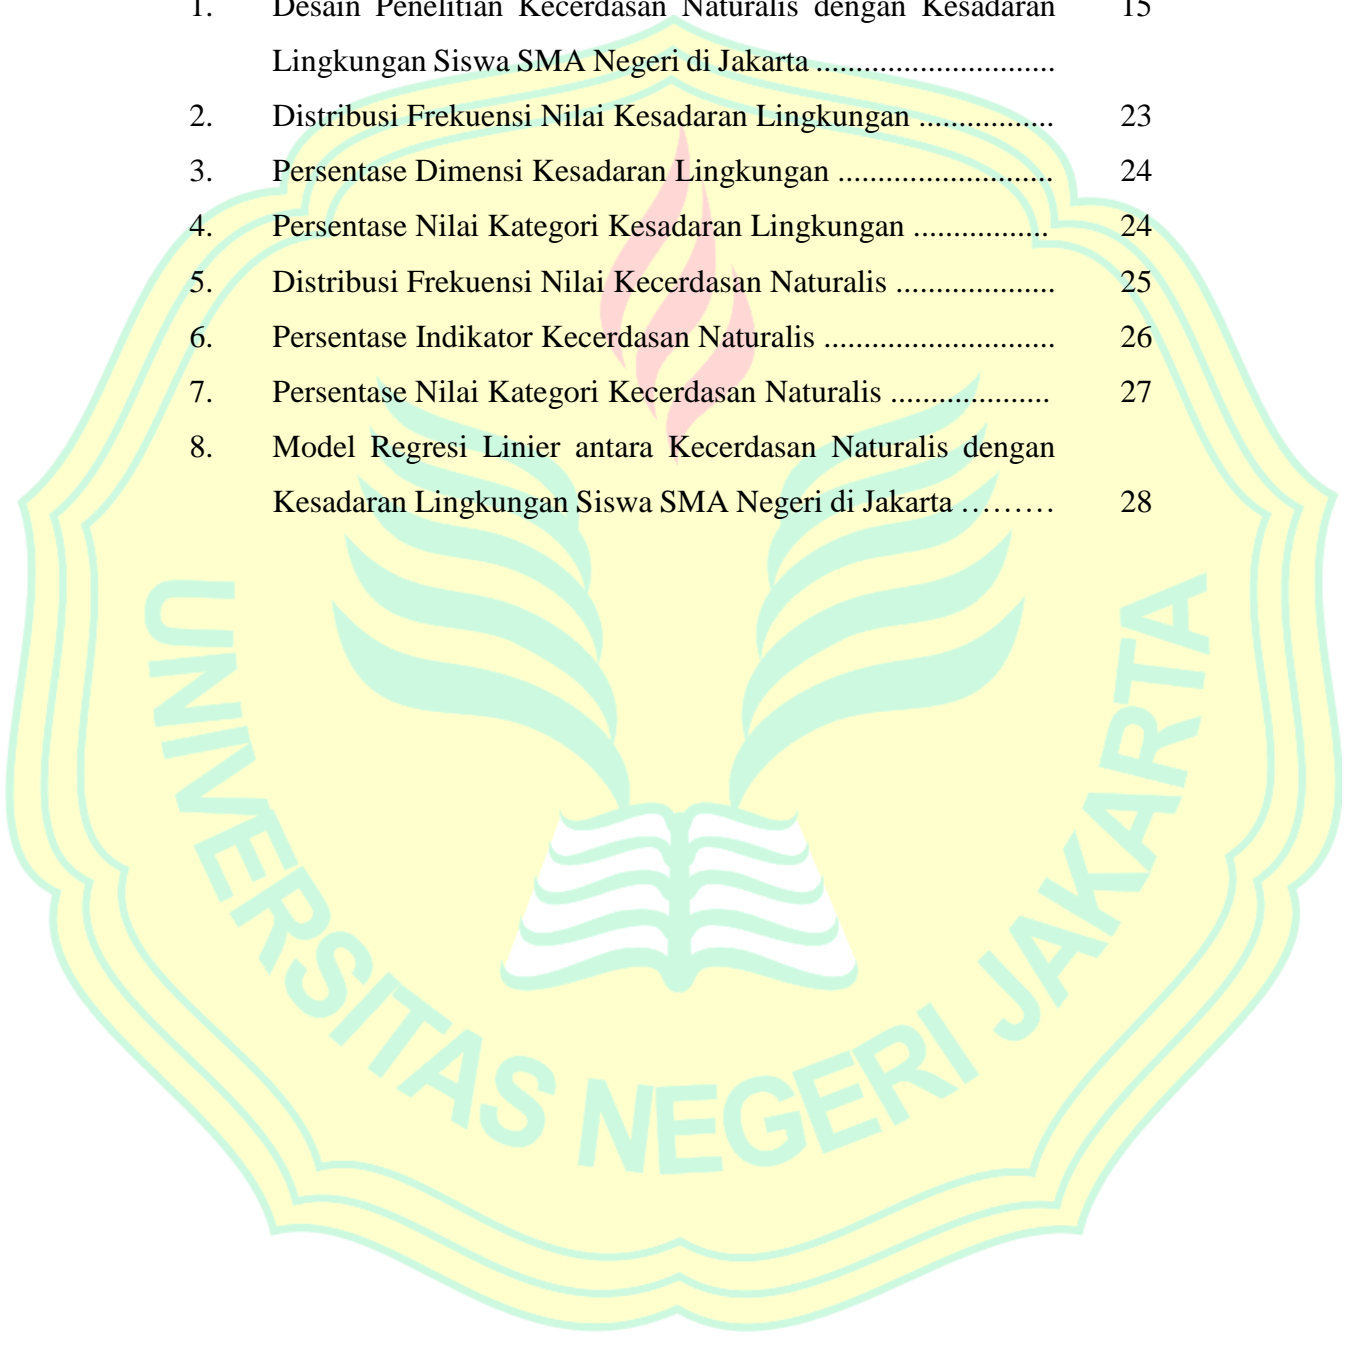 1. Desain Penelitian Kecerdasan Naturalis dengan Kesadaran 15
Lingkungan Siswa SMA Negeri di Jakarta ..............................
2. Distribusi Frekuensi Nilai Kesadaran Lingkungan ................. 23
3. Persentase Dimensi Kesadaran Lingkungan ........................... 24
4. Persentase Nilai Kategori Kesadaran Lingkungan ................. 24
5. Distribusi Frekuensi Nilai Kecerdasan Naturalis .................... 25
6. Persentase Indikator Kecerdasan Naturalis ............................. 26
7. Persentase Nilai Kategori Kecerdasan Naturalis .................... 27
8. Model Regresi Linier antara Kecerdasan Naturalis dengan
Kesadaran Lingkungan Siswa SMA Negeri di Jakarta ……… 28
UNIVERSITAS NEGERI JAKARTA